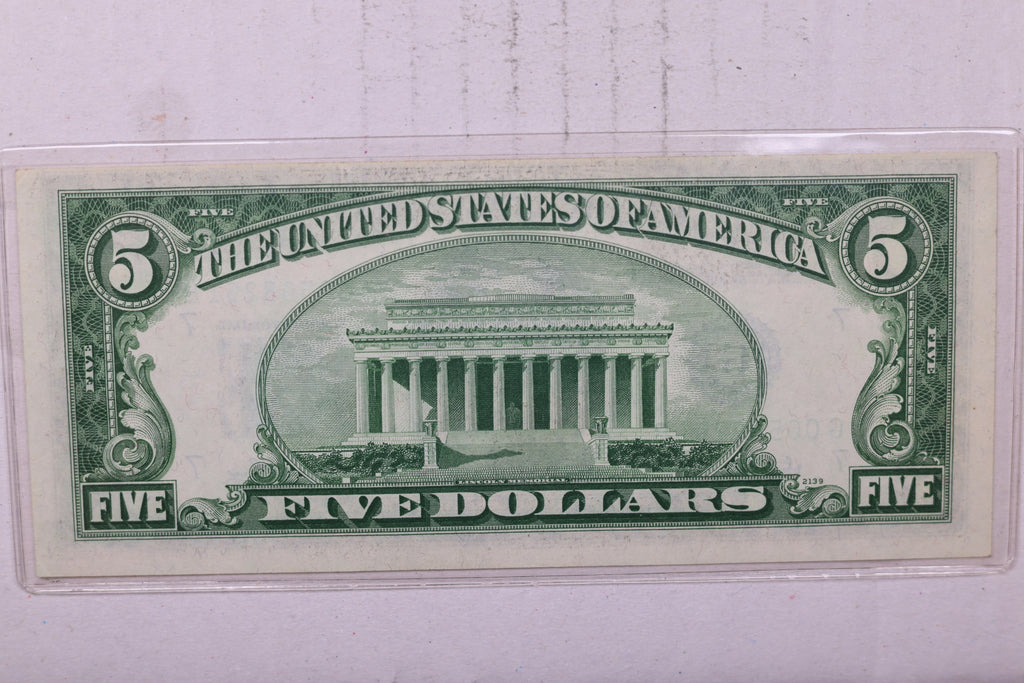 FIVE FIVE
5 THE UNITED STATES OF AMERICA 5
FIVE FIVE
LINCOLN MEMORIAL
2139
FIVE FIVE DOLLARS FIVE